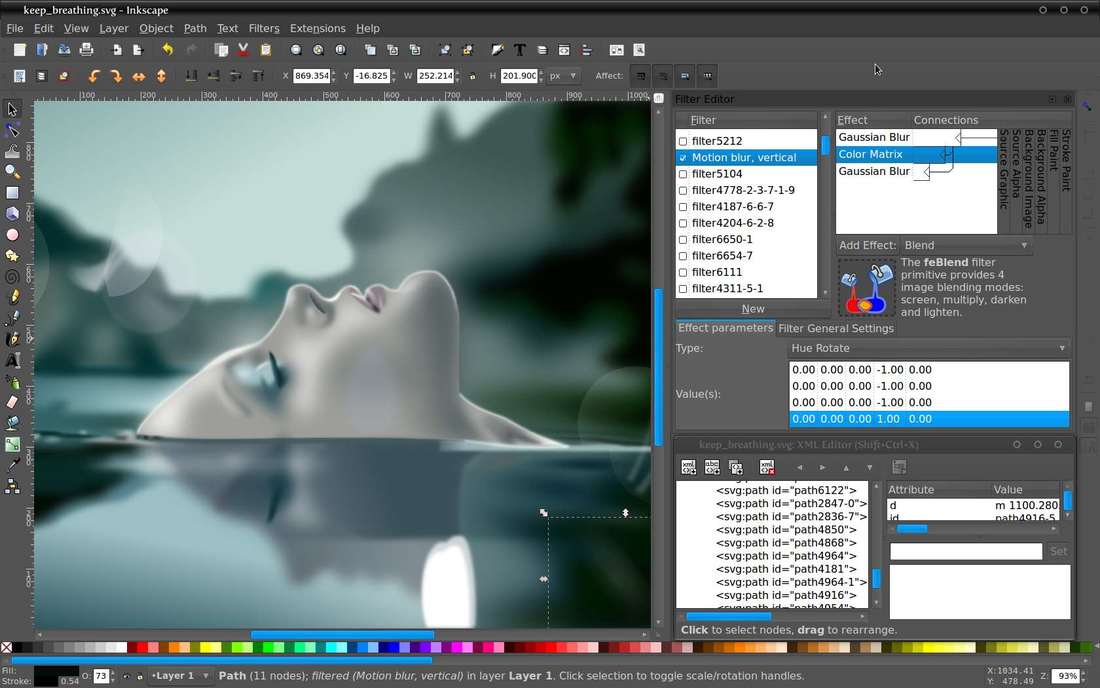 keep_breathing.svg - Inkscape
File Edit View Layer Object Path Text Filters Extensions Help
X 869.354 Y -16.825 W 252.214 H 201.900 px Affect:
100 200 300 400 500 600 700 800 900 1000
Filter Editor
Filter
filter5212
Motion blur, vertical
filter5104
filter4778-2-3-7-1-9
filter4187-6-6-7
filter4204-6-2-8
filter6650-1
filter6654-7
filter6111
filter4311-5-1
New
Effect Connections
Gaussian Blur
Color Matrix
Gaussian Blur
Source Graphic
Source Alpha
Background Image
Background Alpha
Fill Paint
Stroke Paint
Add Effect: Blend
The feBlend filter
primitive provides 4
image blending modes:
screen, multiply, darken
and lighten.
Effect parameters Filter General Settings
Type: Hue Rotate
Value(s):
0.00 0.00 0.00 -1.00 0.00
0.00 0.00 0.00 -1.00 0.00
0.00 0.00 0.00 -1.00 0.00
0.00 0.00 0.00 1.00 0.00
keep_breathing.svg: XML Editor (Shift+Ctrl+X)
<svg:path id="path6122">
<svg:path id="path2847-0">
<svg:path id="path2836-7">
<svg:path id="path4850">
<svg:path id="path4868">
<svg:path id="path4964">
<svg:path id="path4181">
<svg:path id="path4964-1">
<svg:path id="path4916">
<svg:path id="path4954">
Attribute Value
d m 1100.280
id path4916-5
Set
Click to select nodes, drag to rearrange.
Fill:
Stroke: 0.54
O: 73
•Layer 1
Path (11 nodes); filtered (Motion blur, vertical) in layer Layer 1. Click selection to toggle scale/rotation handles.
X:1034.41
Y: 478.49
Z: 93%